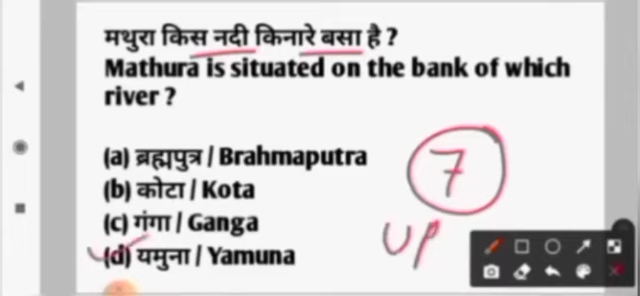 मथुरा किस नदी किनारे बसा है ?
Mathura is situated on the bank of which
river ?
(a) ब्रह्मपुत्र / Brahmaputra
(b) कोटा / Kota
(c) गंगा / Ganga
(d) यमुना / Yamuna
7
UP